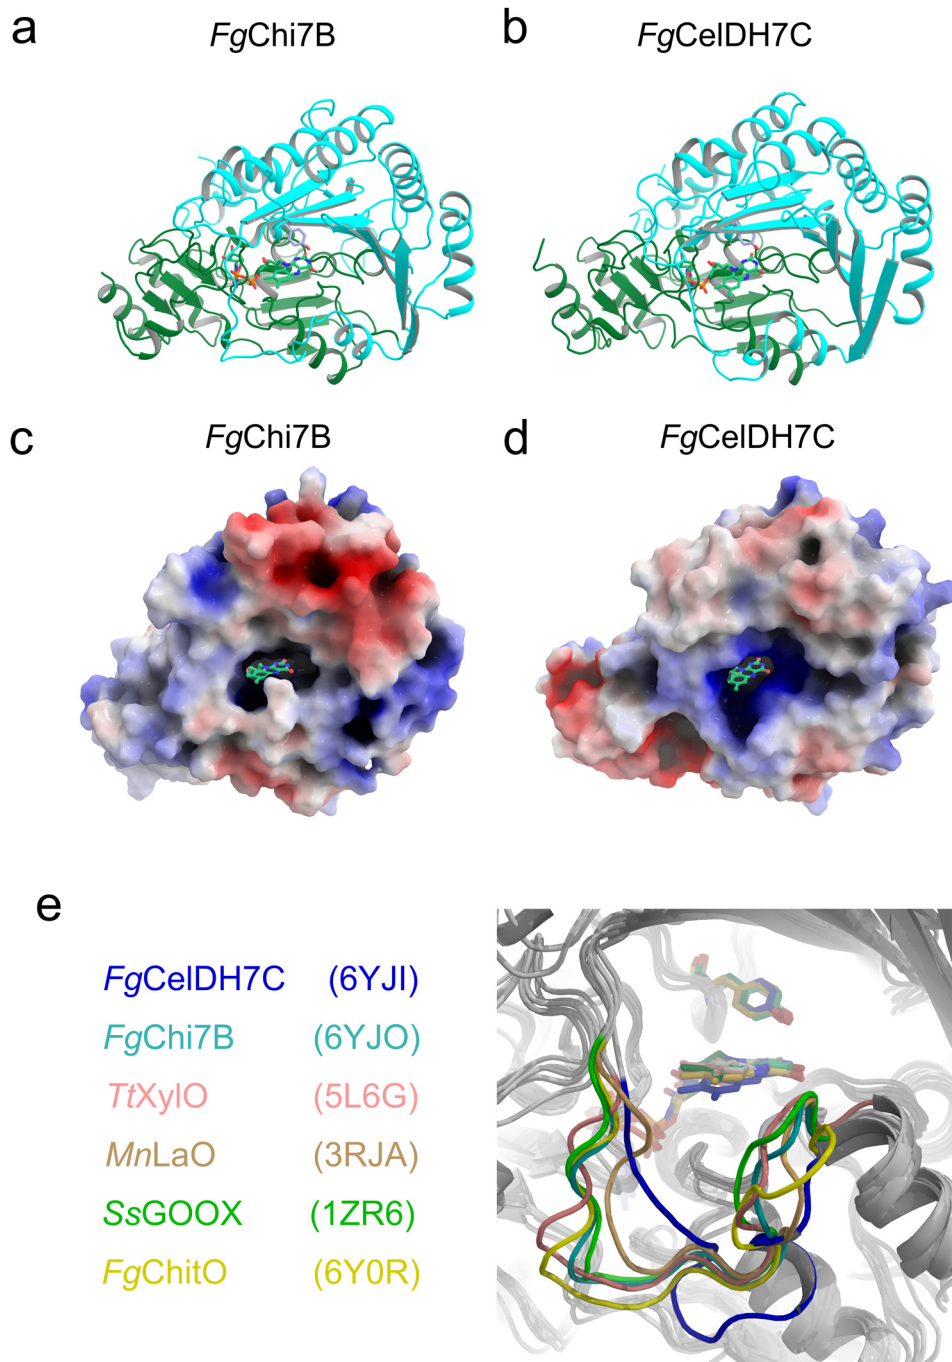 a
FgChi7B
b
FgCelDH7C
c
FgChi7B
d
FgCelDH7C
e
FgCelDH7C (6YJI)
FgChi7B (6YJO)
TtXylO (5L6G)
MnLaO (3RJA)
SsGOOX (1ZR6)
FgChitO (6Y0R)